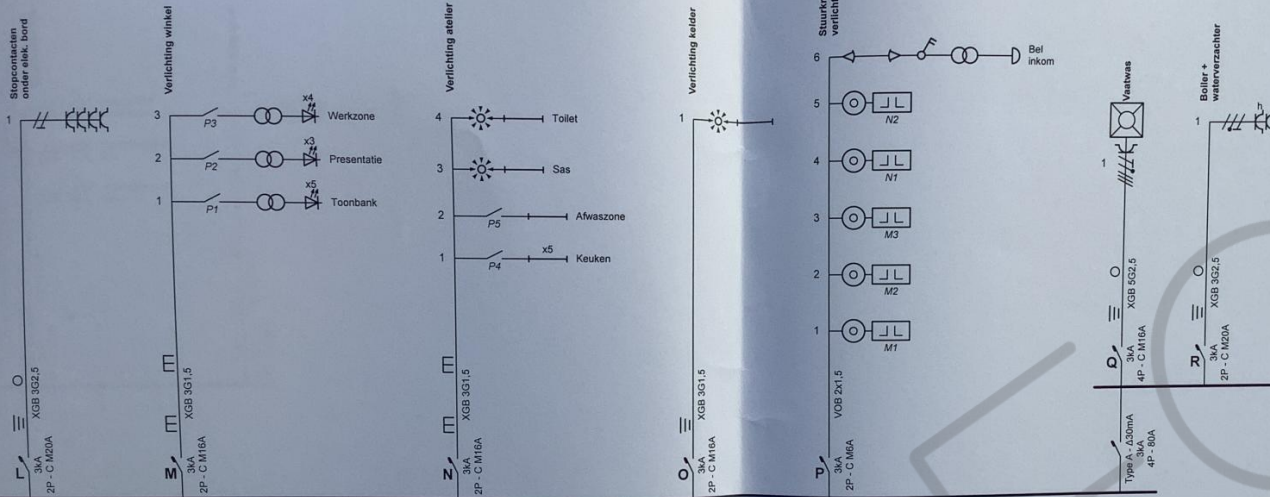 Stopcontacten
onder elek. bord
1
XGB 3G2,5
L
3kA
2P - C M20A
Verlichting winkel
3
P3
x4
Werkzone
2
P2
x3
Presentatie
1
P1
x5
Toonbank
XGB 3G1,5
M
3kA
2P - C M16A
Verlichting atelier
4
Toilet
3
Sas
2
P5
Afwaszone
1
P4
x5
Keuken
XGB 3G1,5
N
3kA
2P - C M16A
Verlichting kelder
1
XGB 3G1,5
O
3kA
2P - C M16A
6
Bel
inkom
5
N2
4
N1
3
M3
2
M2
1
M1
VOB 2x1,5
P
3kA
2P - C M6A
Vaatwas
1
XGB 5G2,5
Q
3kA
4P - C M16A
Type A - Δ30mA
3kA
4P - 80A
Boiler +
waterverzachter
1
h
XGB 3G2,5
R
3kA
2P - C M20A